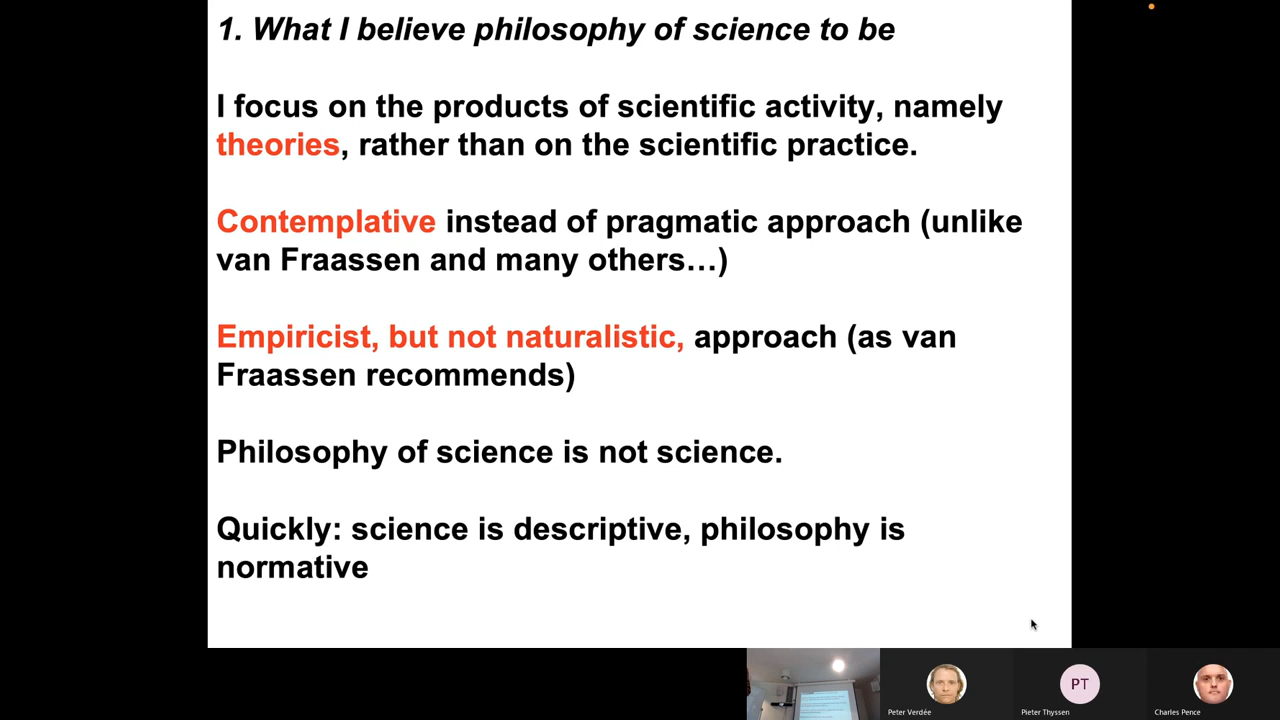 1. What I believe philosophy of science to be
I focus on the products of scientific activity, namely
theories, rather than on the scientific practice.
Contemplative instead of pragmatic approach (unlike
van Fraassen and many others…)
Empiricist, but not naturalistic, approach (as van
Fraassen recommends)
Philosophy of science is not science.
Quickly: science is descriptive, philosophy is
normative
PT
Peter Verdée
Pieter Thyssen
Charles Pence